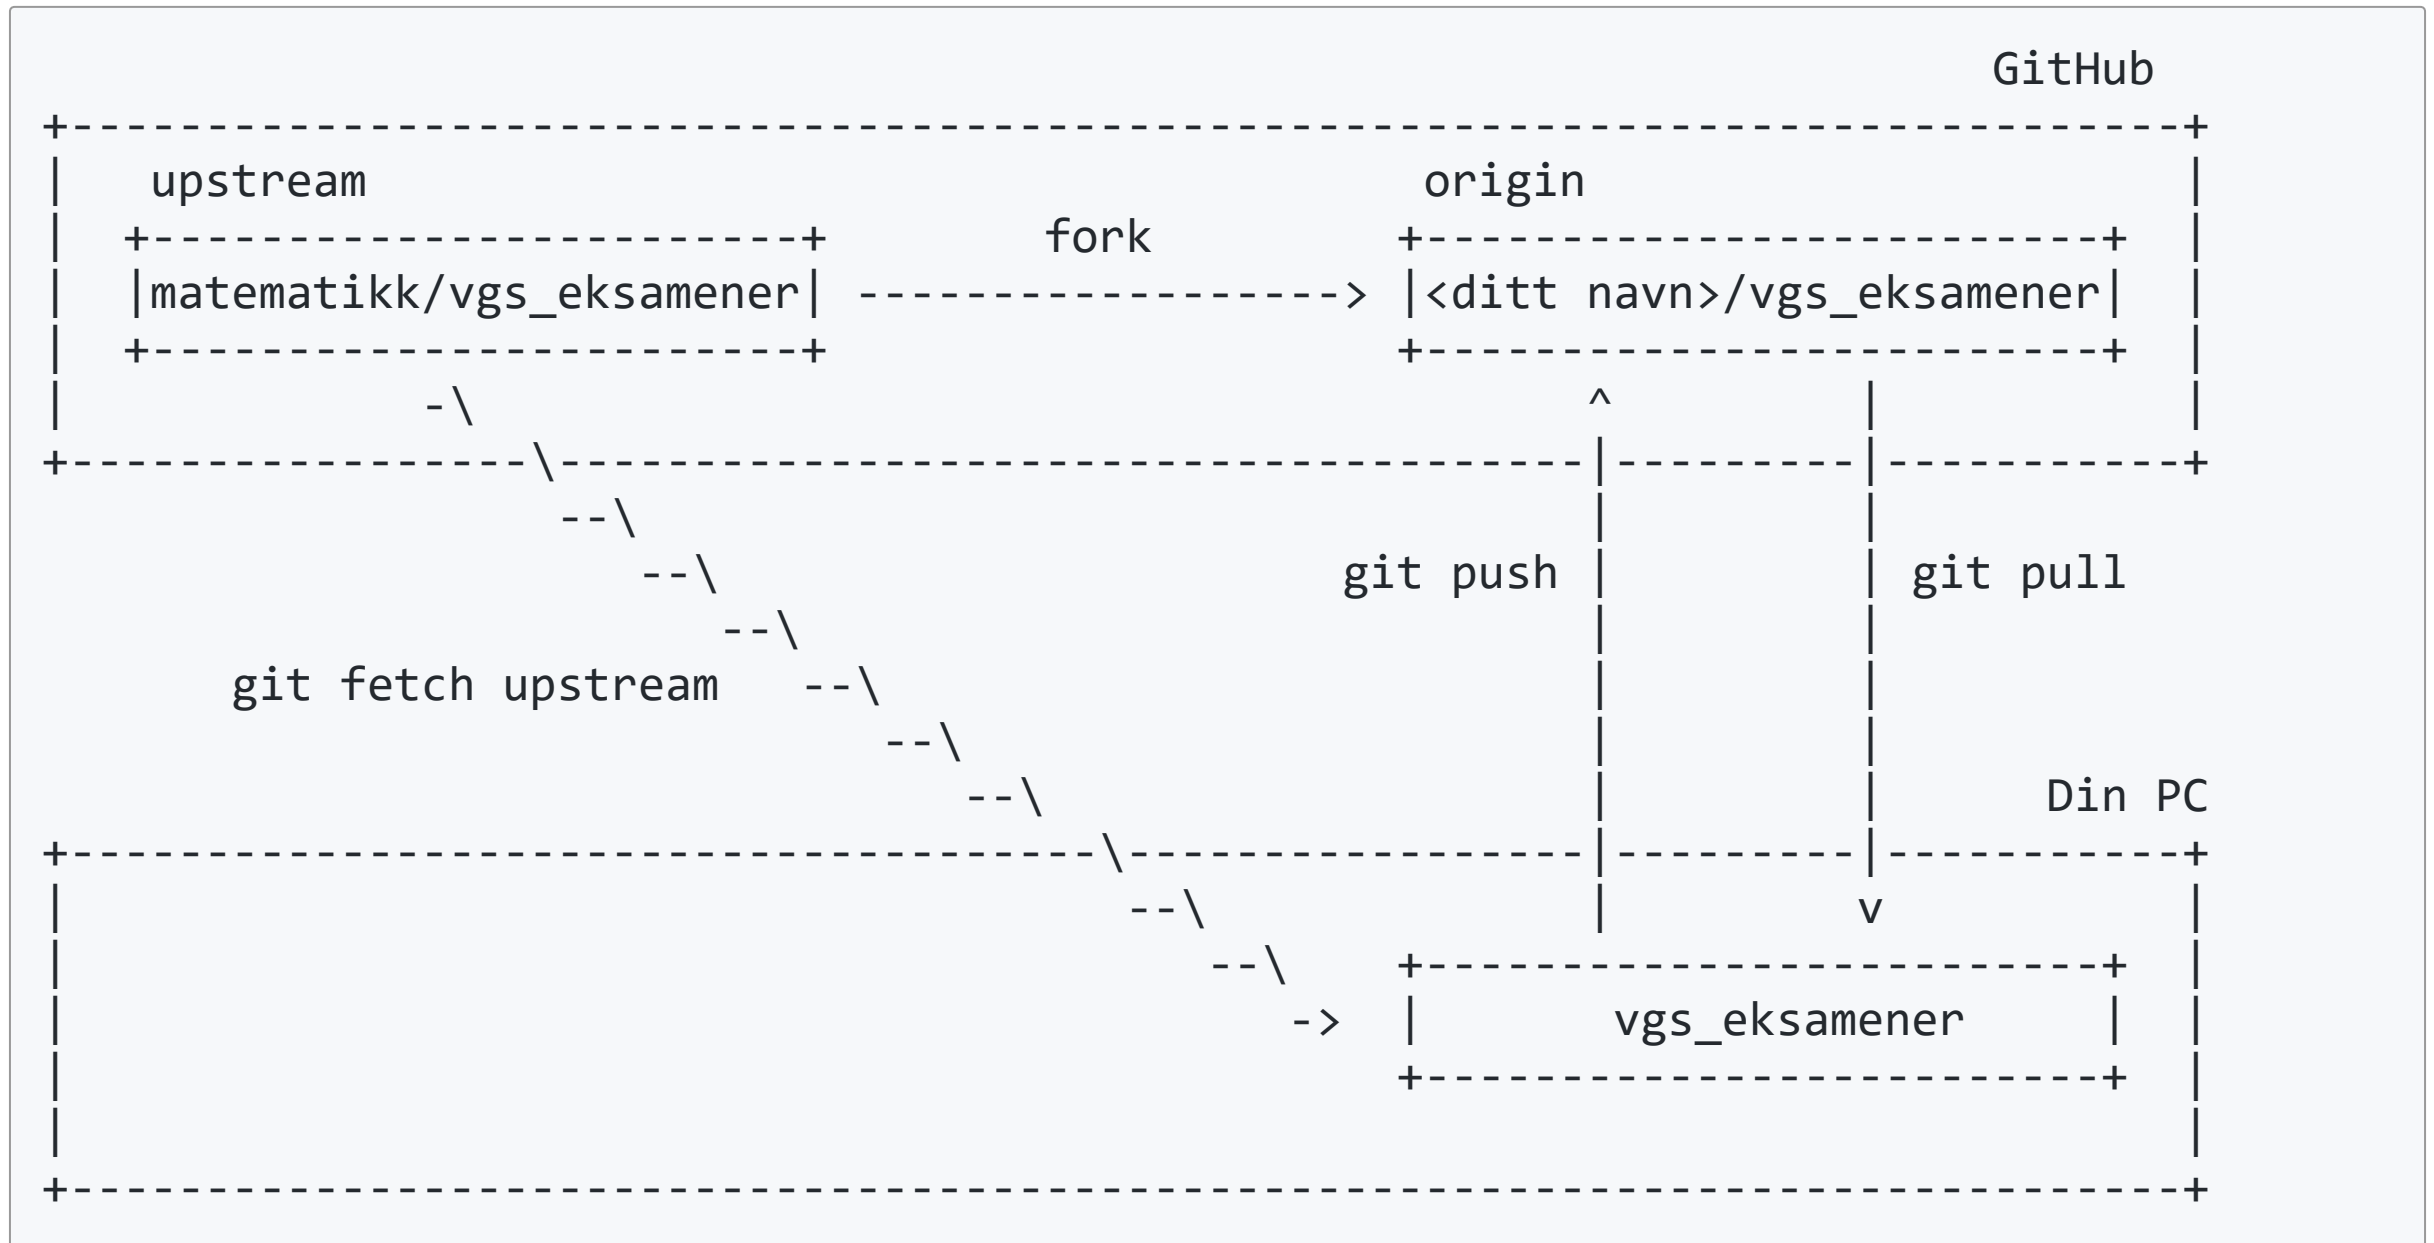 GitHub
+-------------------------------------------------------------------------------+
|   upstream                                       origin                       |
|  +------------------------+        fork         +-------------------------+  |
|  |matematikk/vgs_eksamener| ------------------> |<ditt navn>/vgs_eksamener|  |
|  +------------------------+                     +-------------------------+  |
|             -\                                         ^         |            |
+-----------------\--------------------------------------|---------|-----------+
--\ | |
--\ git push | | git pull
--\ | |
git fetch upstream --\ | |
--\ | |
--\ | | Din PC
+--------------------------------------\-----------------|---------|-----------+
|                                       --\              |         v           |
|                                          --\    +-------------------------+  |
|                                             ->  |       vgs_eksamener     |  |
|                                                 +-------------------------+  |
| |
+-------------------------------------------------------------------------------+